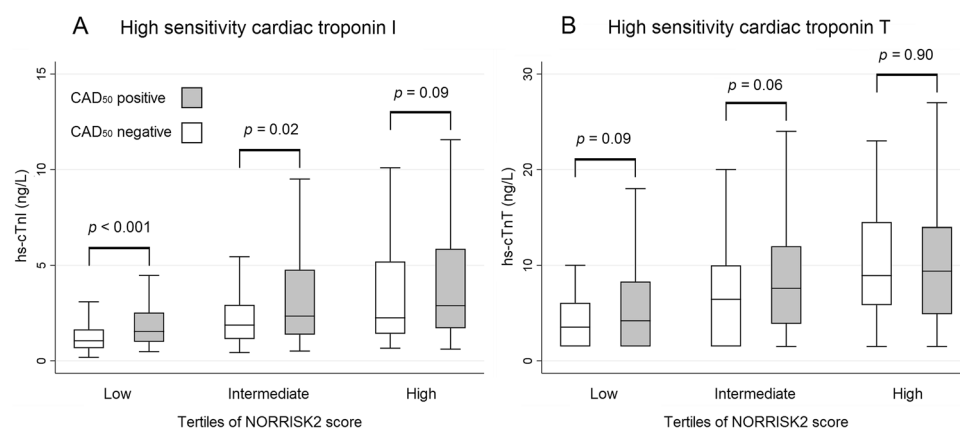 A High sensitivity cardiac troponin I
15
10
5
0
hs-cTnI (ng/L)
CAD50 positive
CAD50 negative
p < 0.001
p = 0.02
p = 0.09
Low Intermediate High
Tertiles of NORRISK2 score
B High sensitivity cardiac troponin T
30
20
10
0
hs-cTnT (ng/L)
p = 0.09
p = 0.06
p = 0.90
Low Intermediate High
Tertiles of NORRISK2 score